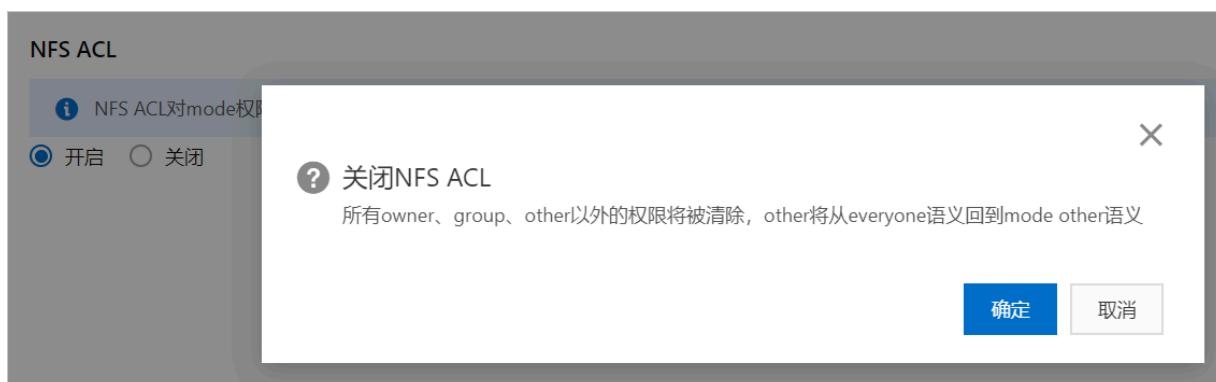 NFS ACL
NFS ACL对mode权
开启 关闭
关闭NFS ACL
所有owner、group、other以外的权限将被清除，other将从everyone语义回到mode other语义
确定 取消